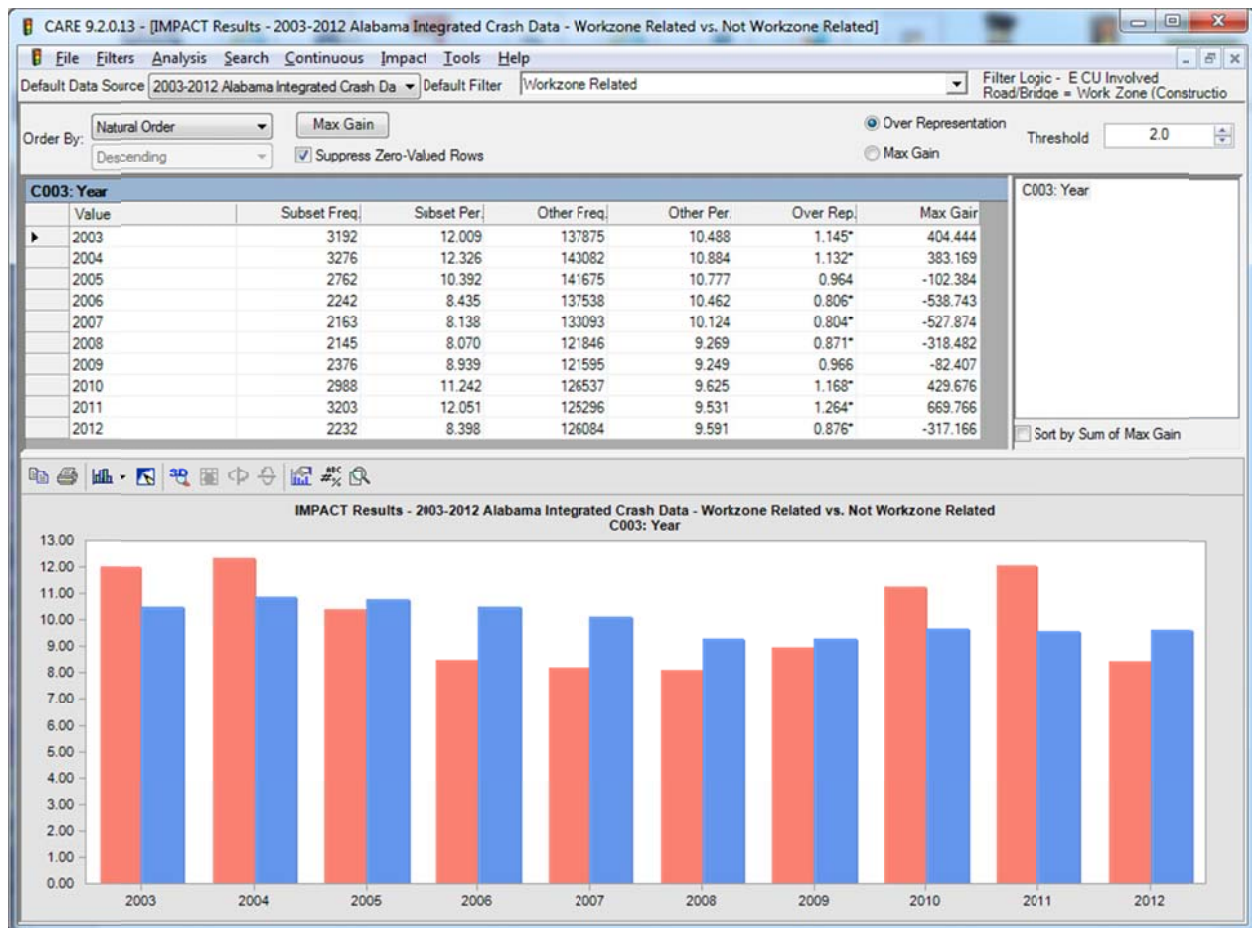 CARE 9.2.0.13 - [IMPACT Results - 2003-2012 Alabama Integrated Crash Data - Workzone Related vs. Not Workzone Related]
File Filters Analysis Search Continuous Impact Tools Help
Default Data Source 2003-2012 Alabama Integrated Crash Da Default Filter Workzone Related Filter Logic - E CU Involved
Road/Bridge = Work Zone (Constructio
Order By: Natural Order Max Gain Over Representation Threshold 2.0
Descending Suppress Zero-Valued Rows Max Gain
C003: Year C003: Year
Value Subset Freq. Subset Per. Other Freq. Other Per. Over Rep. Max Gain
2003 3192 12.009 137875 10.488 1.145* 404.444
2004 3276 12.326 143082 10.884 1.132* 383.169
2005 2762 10.392 141675 10.777 0.964 -102.384
2006 2242 8.435 137538 10.462 0.806* -538.743
2007 2163 8.138 133093 10.124 0.804* -527.874
2008 2145 8.070 121846 9.269 0.871* -318.482
2009 2376 8.939 121595 9.249 0.966 -82.407
2010 2988 11.242 126537 9.625 1.168* 429.676
2011 3203 12.051 125296 9.531 1.264* 669.766
2012 2232 8.398 126084 9.591 0.876* -317.166
Sort by Sum of Max Gain
IMPACT Results - 2003-2012 Alabama Integrated Crash Data - Workzone Related vs. Not Workzone Related
C003: Year
13.00
12.00
11.00
10.00
9.00
8.00
7.00
6.00
5.00
4.00
3.00
2.00
1.00
0.00
2003 2004 2005 2006 2007 2008 2009 2010 2011 2012